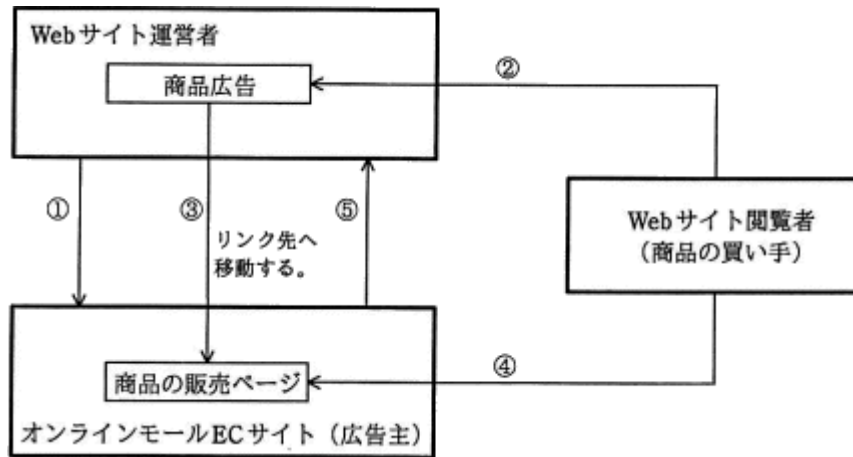 Webサイト運営者
商品広告
②
①
③
⑤
リンク先へ
移動する。
Webサイト閲覧者
(商品の買い手)
④
商品の販売ページ
オンラインモールECサイト(広告主)